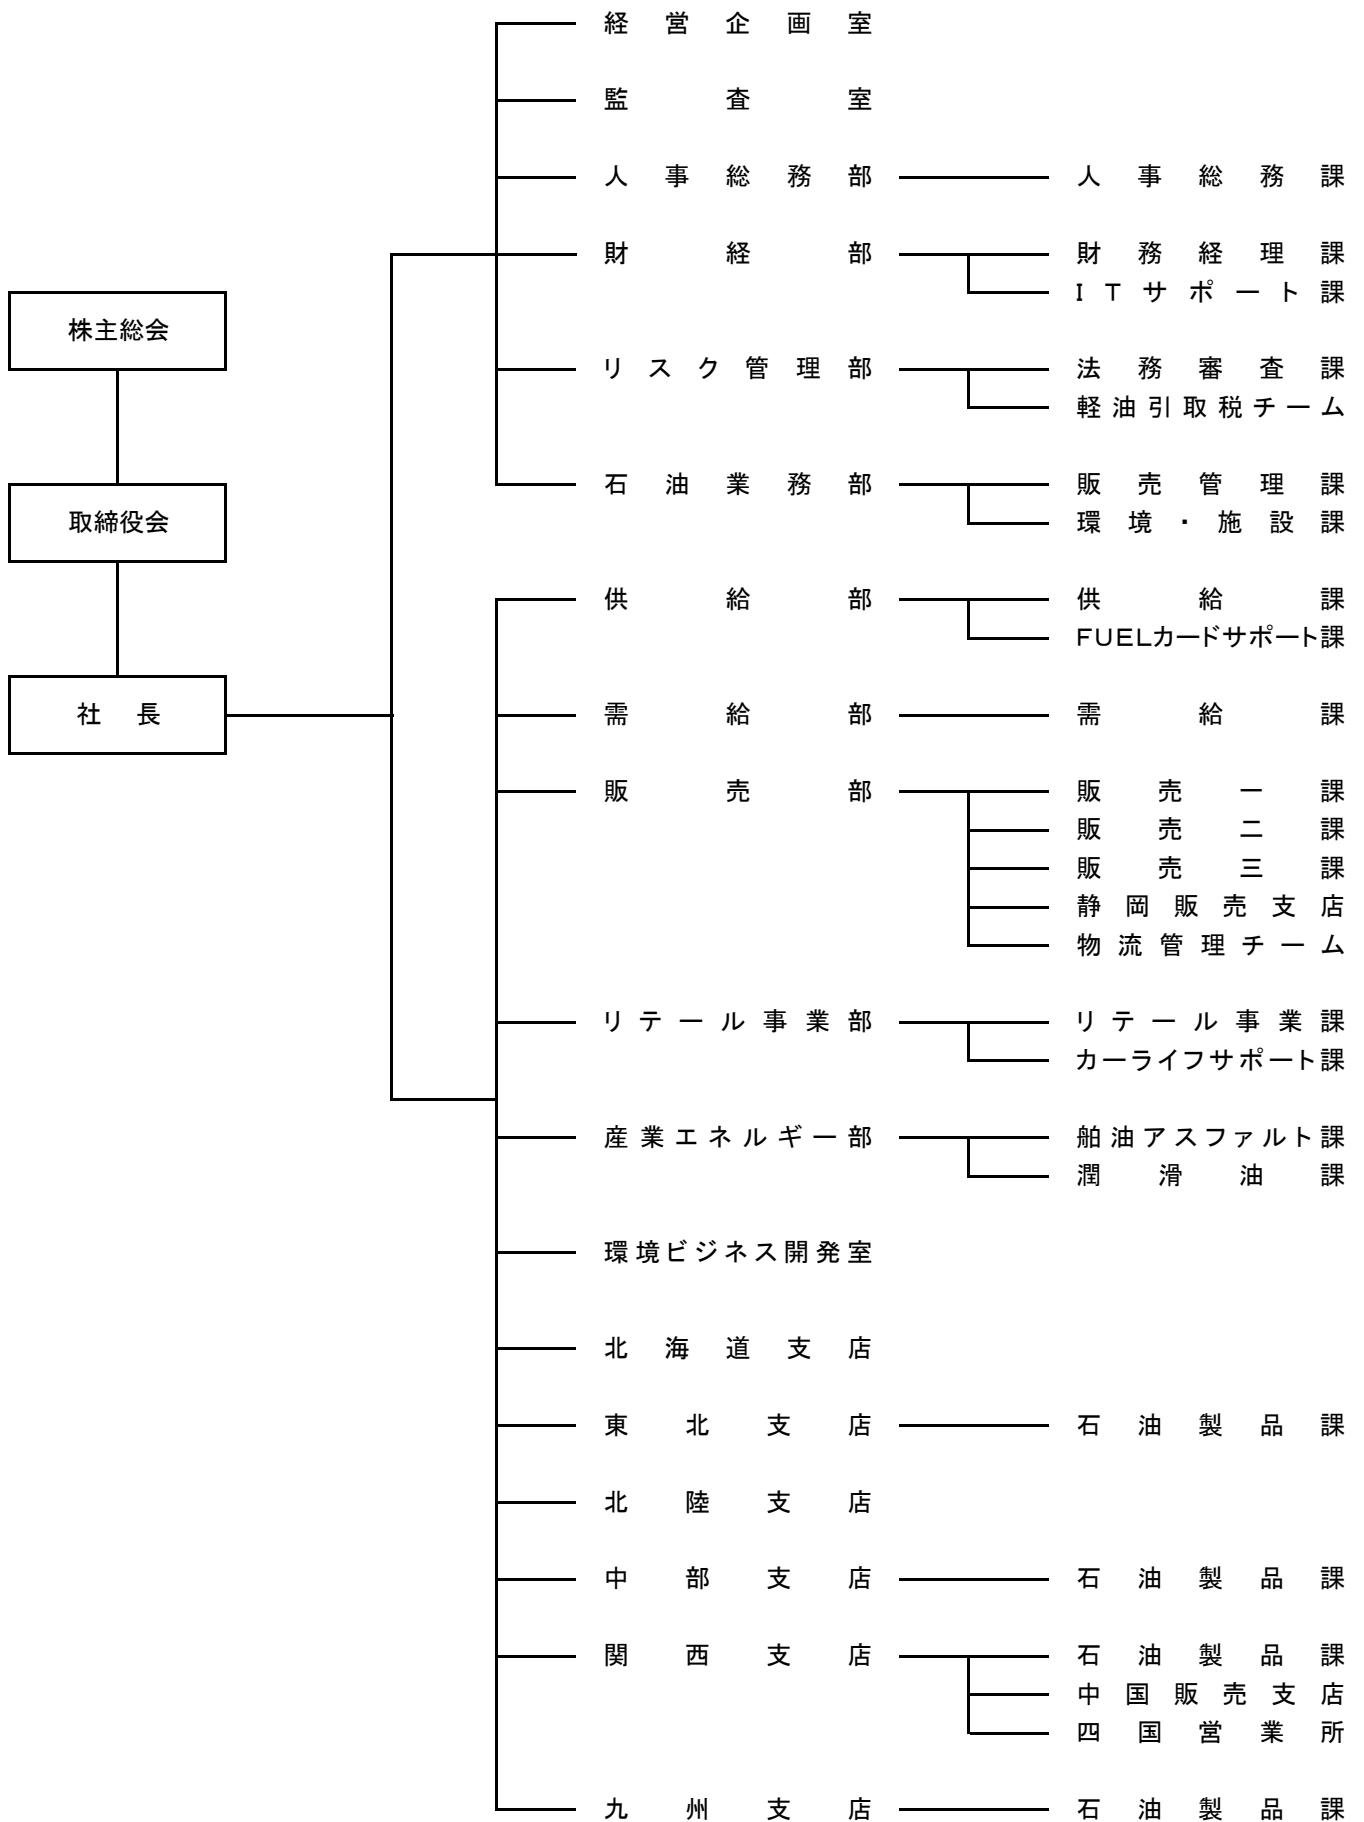 株主総会
取締役会
社長
経営企画室
監査室
人事総務部
人事総務課
財経部
財務経理課
ITサポート課
リスク管理部
法務審査課
軽油引取税チーム
石油業務部
販売管理課
環境・施設課
供給部
供給課
FUELカードサポート課
需給部
需給課
販売部
販売一課
販売二課
販売三課
静岡販売支店
物流管理チーム
リテール事業部
リテール事業課
カーライフサポート課
産業エネルギー部
舶油アスファルト課
潤滑油課
環境ビジネス開発室
北海道支店
東北支店
石油製品課
北陸支店
中部支店
石油製品課
関西支店
石油製品課
中国販売支店
四国営業所
九州支店
石油製品課